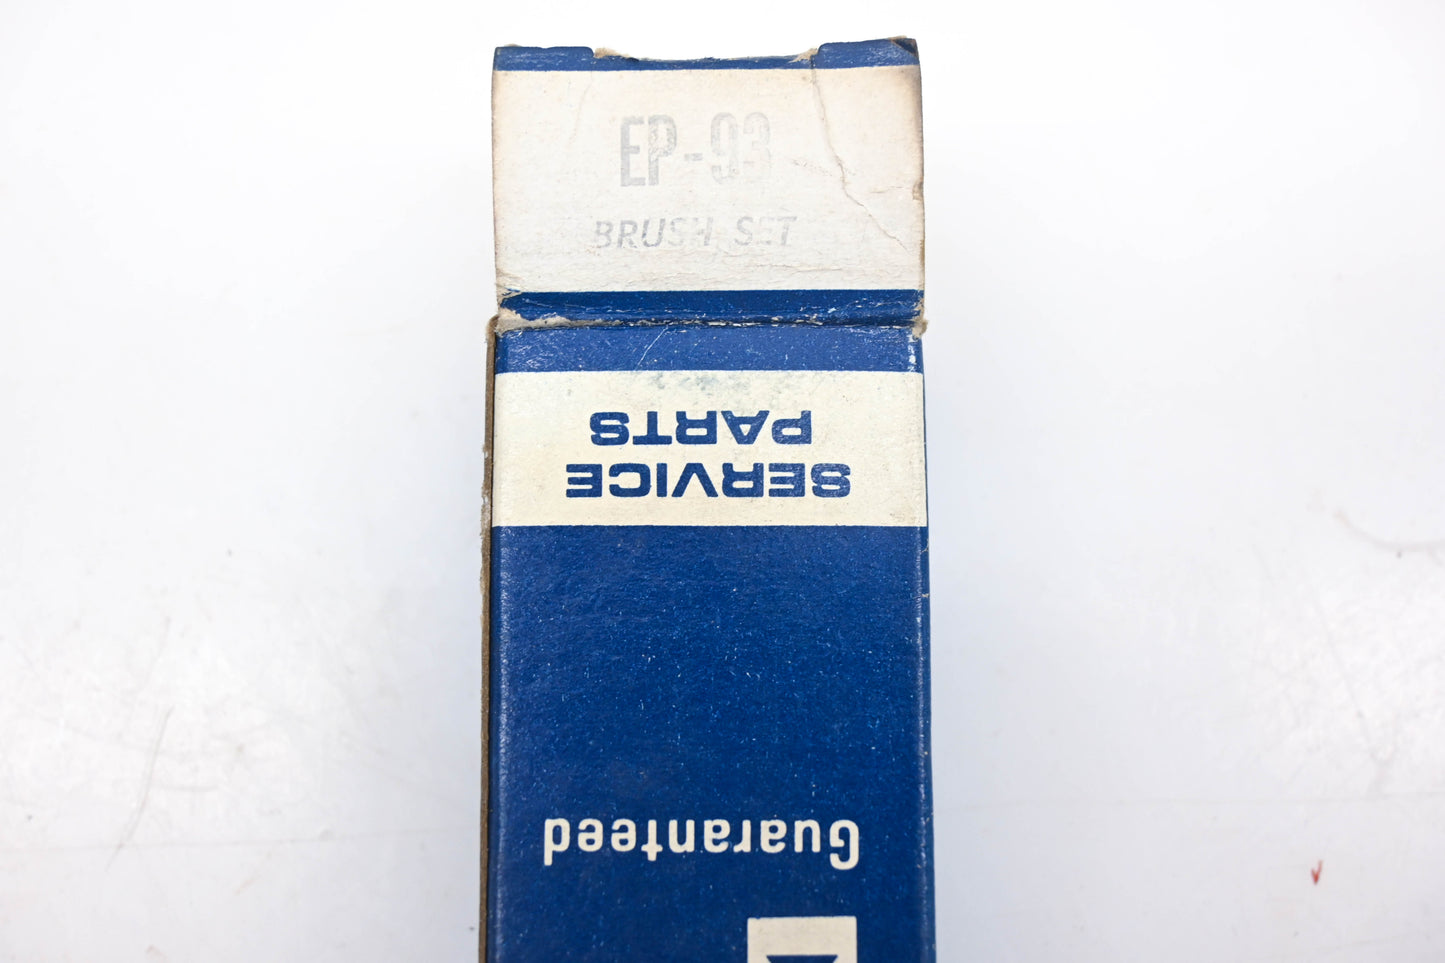 EP-93
BRUSH SET
SERVICE
PARTS
Guaranteed